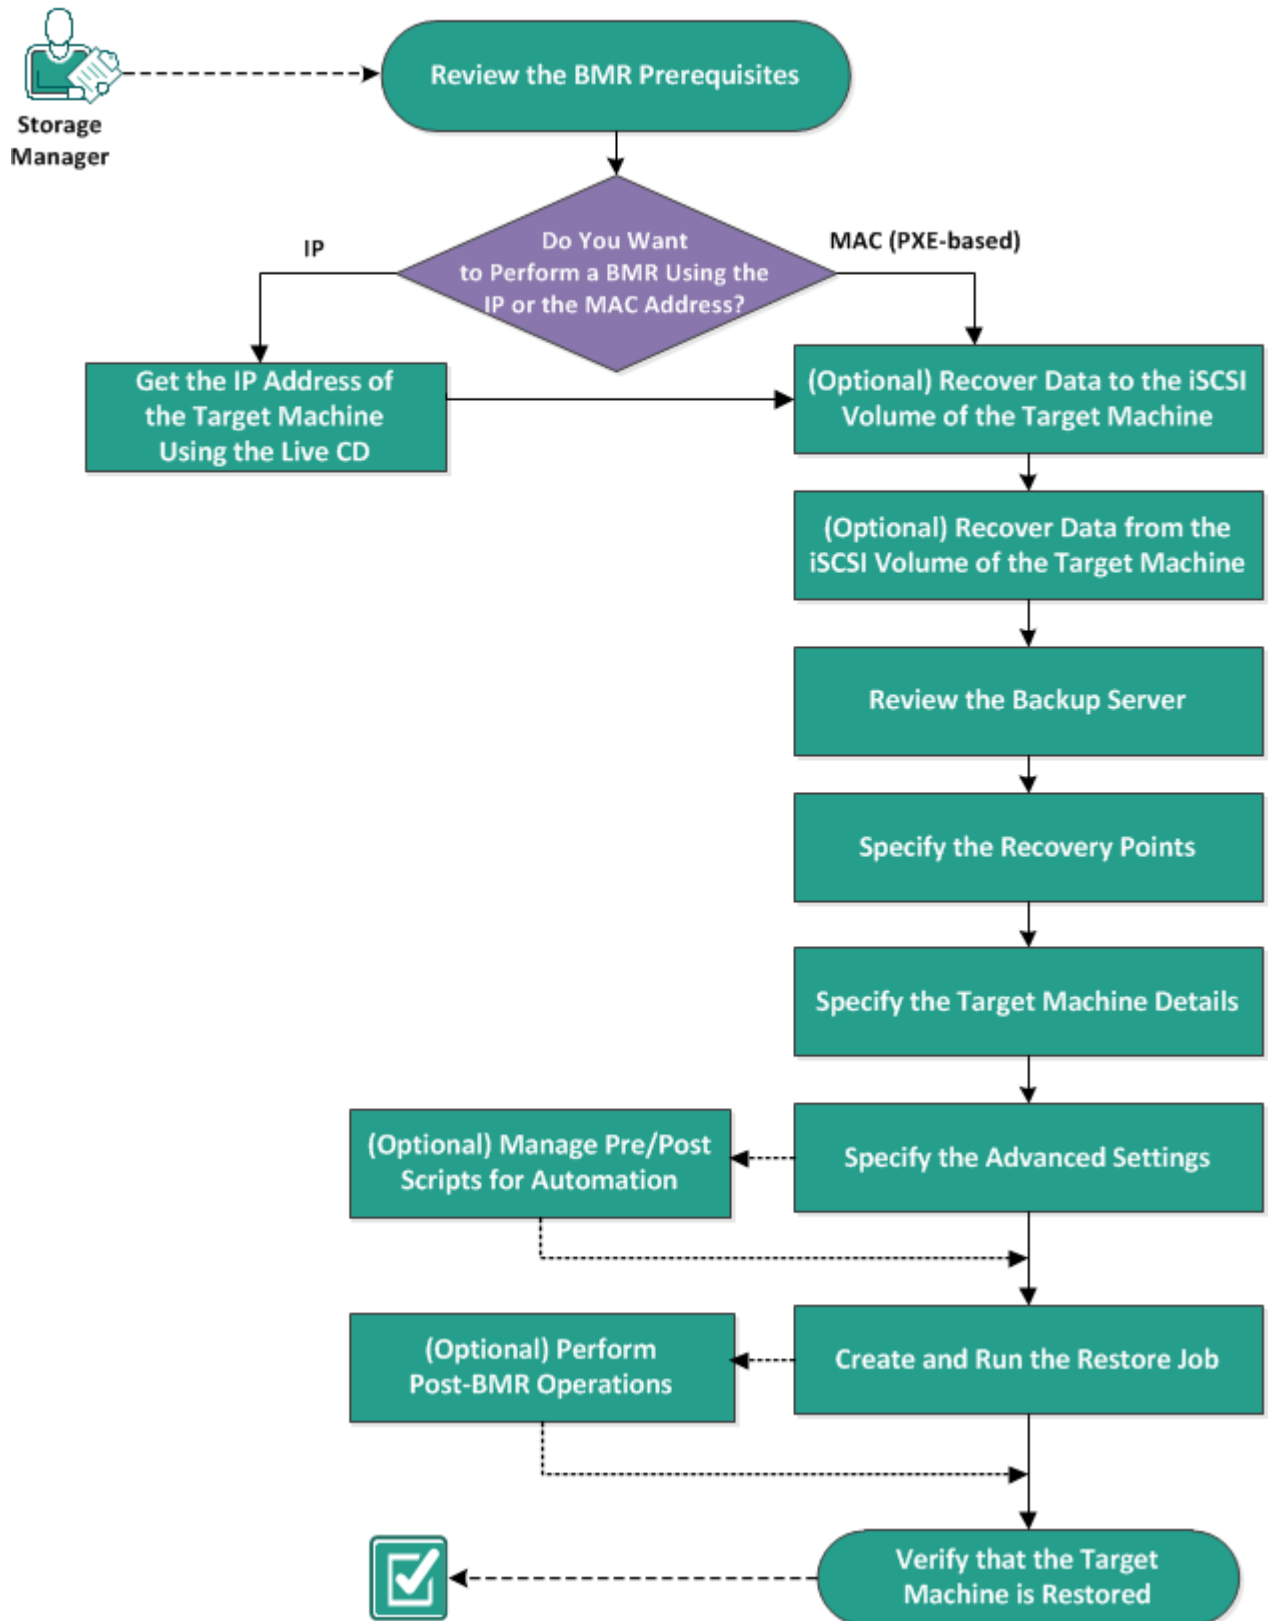 Storage
Manager
Review the BMR Prerequisites
Do You Want
to Perform a BMR Using the
IP or the MAC Address?
IP
MAC (PXE-based)
Get the IP Address of
the Target Machine
Using the Live CD
(Optional) Recover Data to the iSCSI
Volume of the Target Machine
(Optional) Recover Data from the
iSCSI Volume of the Target Machine
Review the Backup Server
Specify the Recovery Points
Specify the Target Machine Details
Specify the Advanced Settings
(Optional) Manage Pre/Post
Scripts for Automation
Create and Run the Restore Job
(Optional) Perform
Post-BMR Operations
Verify that the Target
Machine is Restored